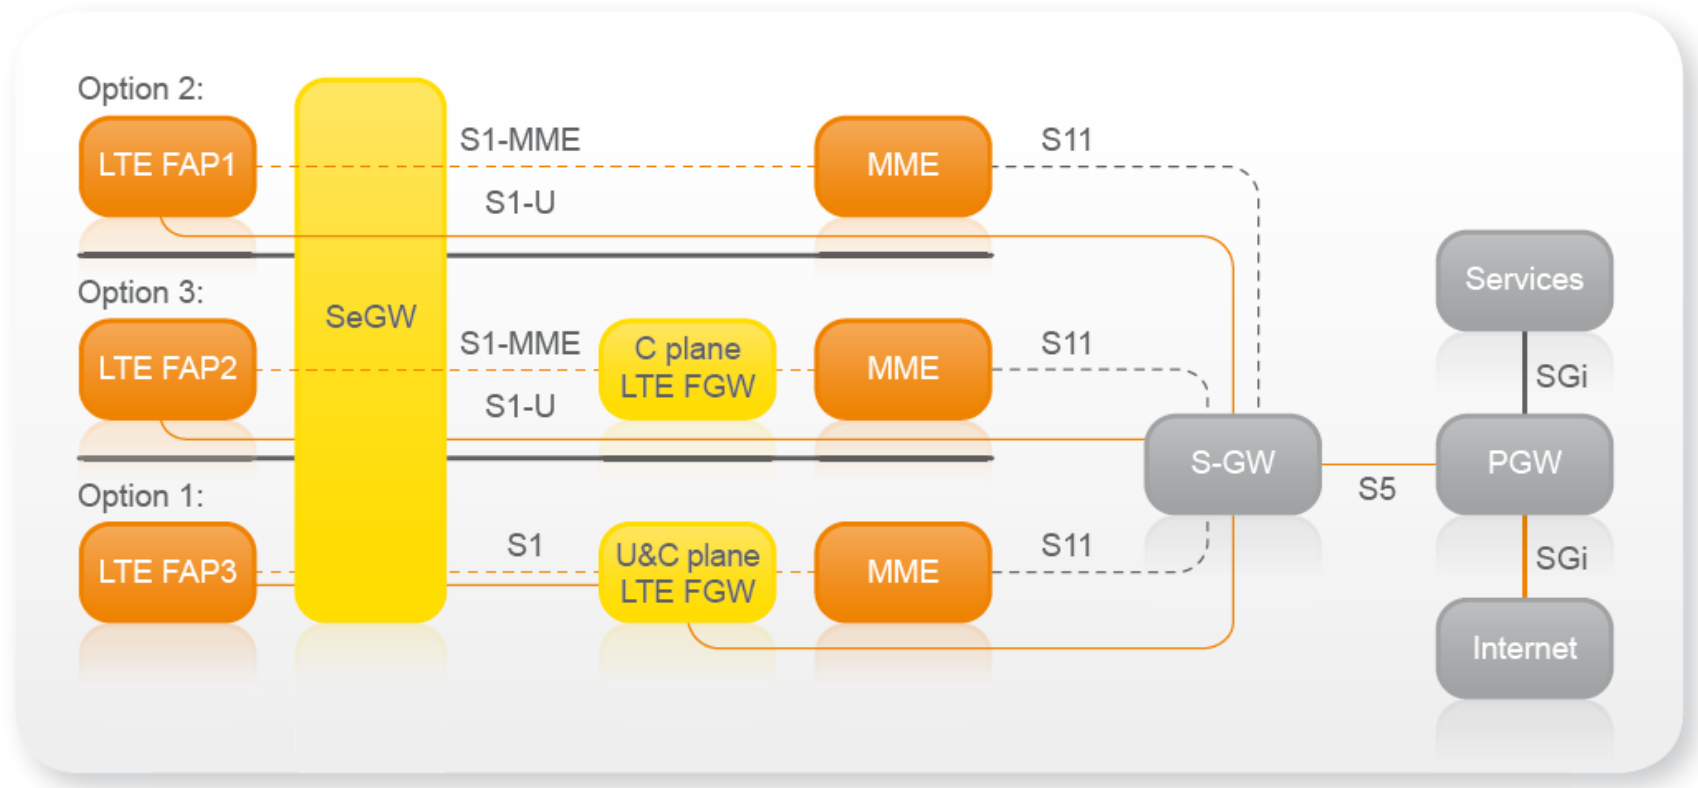 Option 2:
LTE FAP1
S1-MME
MME
S11
S1-U
Option 3:
SeGW
Services
LTE FAP2
S1-MME
C plane
LTE FGW
MME
S11
SGi
S1-U
S-GW
S5
PGW
Option 1:
LTE FAP3
S1
U&C plane
LTE FGW
MME
S11
SGi
Internet